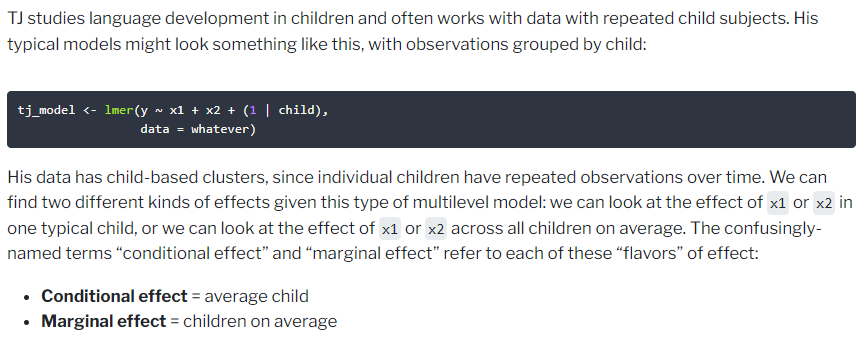 TJ studies language development in children and often works with data with repeated child subjects. His
typical models might look something like this, with observations grouped by child:
tj_model <- lmer(y ~ x1 + x2 + (1 | child),
                 data = whatever)
His data has child-based clusters, since individual children have repeated observations over time. We can
find two different kinds of effects given this type of multilevel model: we can look at the effect of x1 or x2 in
one typical child, or we can look at the effect of x1 or x2 across all children on average. The confusingly-
named terms “conditional effect” and “marginal effect” refer to each of these “flavors” of effect:
• Conditional effect = average child
• Marginal effect = children on average